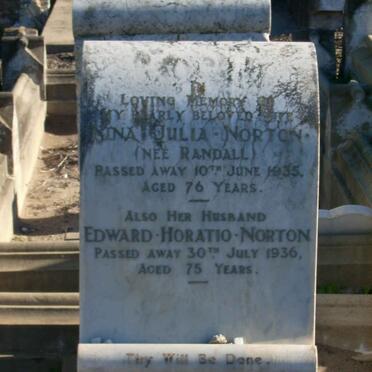 IN
LOVING MEMORY OF
MY DEARLY BELOVED WIFE
NINA · JULIA · NORTON
(NEE RANDALL)
PASSED AWAY 10TH JUNE 1935,
AGED 76 YEARS.
ALSO HER HUSBAND
EDWARD · HORATIO · NORTON
PASSED AWAY 30TH JULY 1936,
AGED 75 YEARS.
Thy Will Be Done.